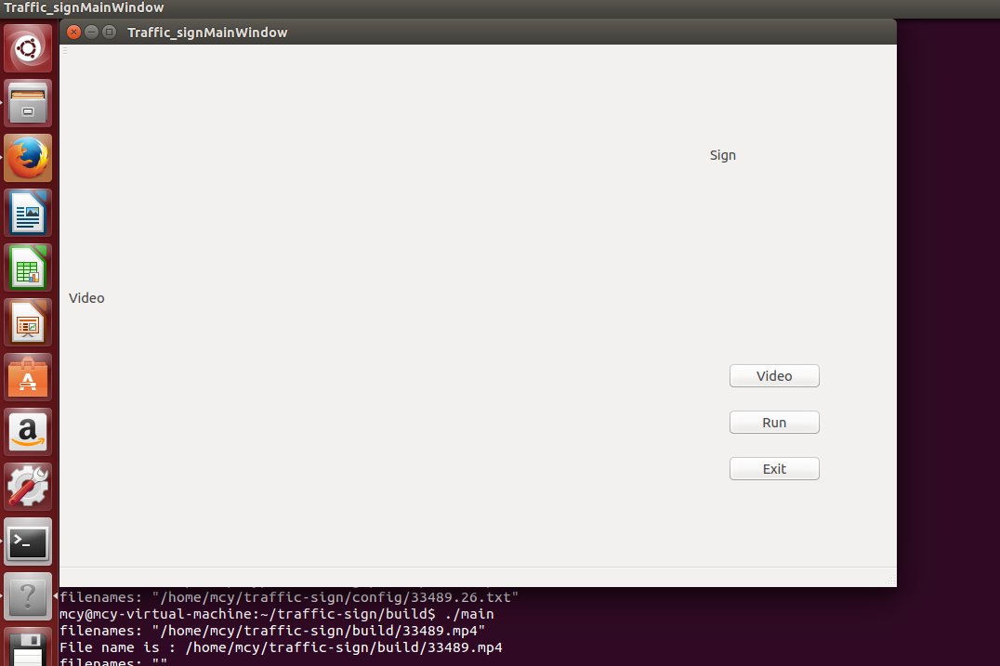 Traffic_signMainWindow
Traffic_signMainWindow
Sign
Video
Video
Run
Exit
filenames: "/home/mcy/traffic-sign/config/33489.26.txt"
mcy@mcy-virtual-machine:~/traffic-sign/build$ ./main
filenames: "/home/mcy/traffic-sign/build/33489.mp4"
File name is : /home/mcy/traffic-sign/build/33489.mp4
filenames: ""